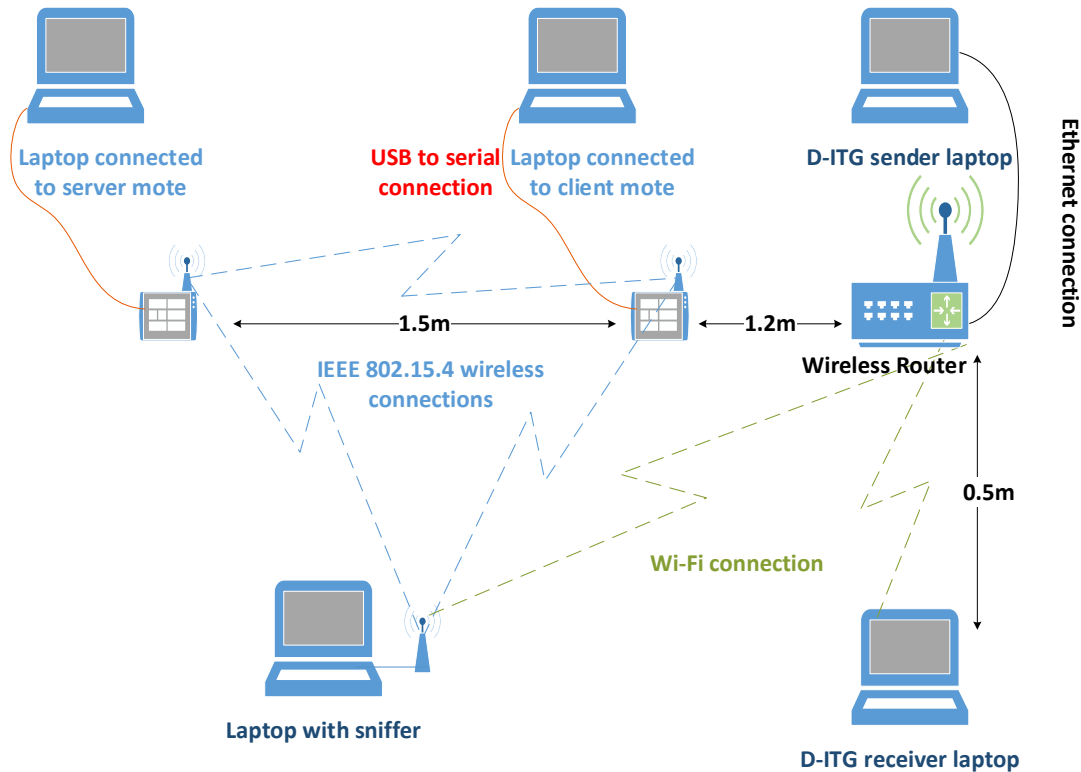 Laptop connected
to server mote
USB to serial
connection
Laptop connected
to client mote
D-ITG sender laptop
Ethernet connection
1.5m
1.2m
IEEE 802.15.4 wireless
connections
Wireless Router
0.5m
Wi-Fi connection
Laptop with sniffer
D-ITG receiver laptop